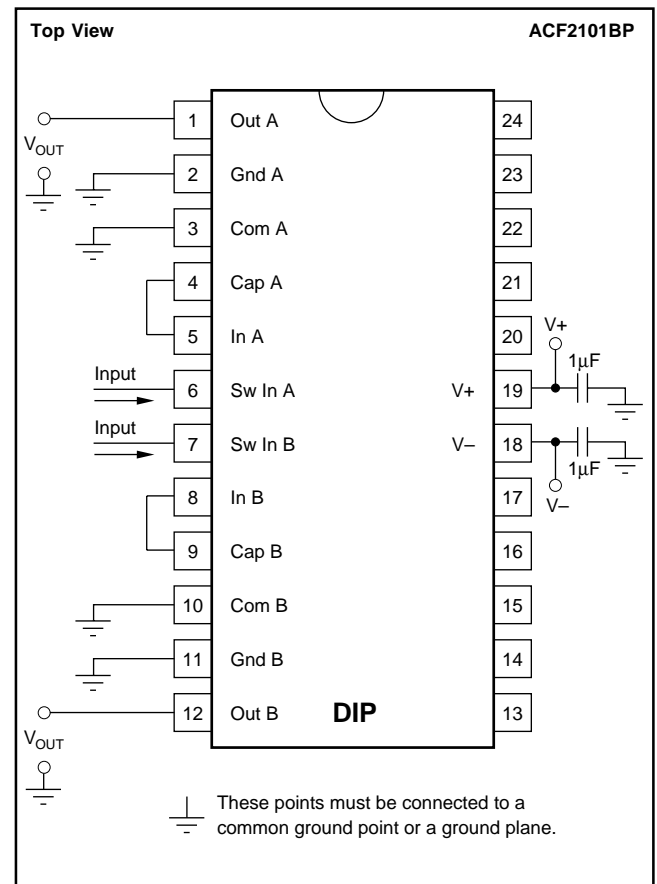 Top View ACF2101BP
1 Out A 24
V_OUT
2 Gnd A 23
3 Com A 22
4 Cap A 21
5 In A 20
V+
1µF
Input
6 Sw In A V+ 19
Input
7 Sw In B V– 18
1µF
V–
8 In B 17
9 Cap B 16
10 Com B 15
11 Gnd B 14
12 Out B DIP 13
V_OUT
These points must be connected to a
common ground point or a ground plane.